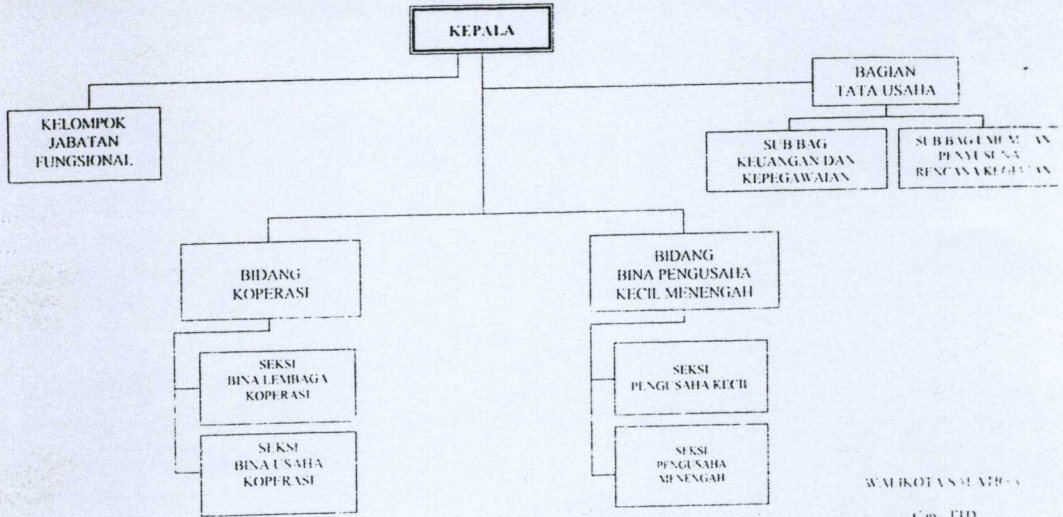 KEPALA
BAGIAN
TATA USAHA
KELOMPOK
JABATAN
FUNGSIONAL
SUB BAG
KEUANGAN DAN
KEPEGAWAIAN
SUB BAG
RENCANA
BIDANG
KOPERASI
BIDANG
BINA PENGUSAHA
KECIL MENENGAH
SEKSI
BINA LEMBAGA
KOPERASI
SEKSI
PENGUSAHA KECIL
SEKSI
BINA USAHA
KOPERASI
SEKSI
PENGUSAHA
MENENGAH
WALIKOTA